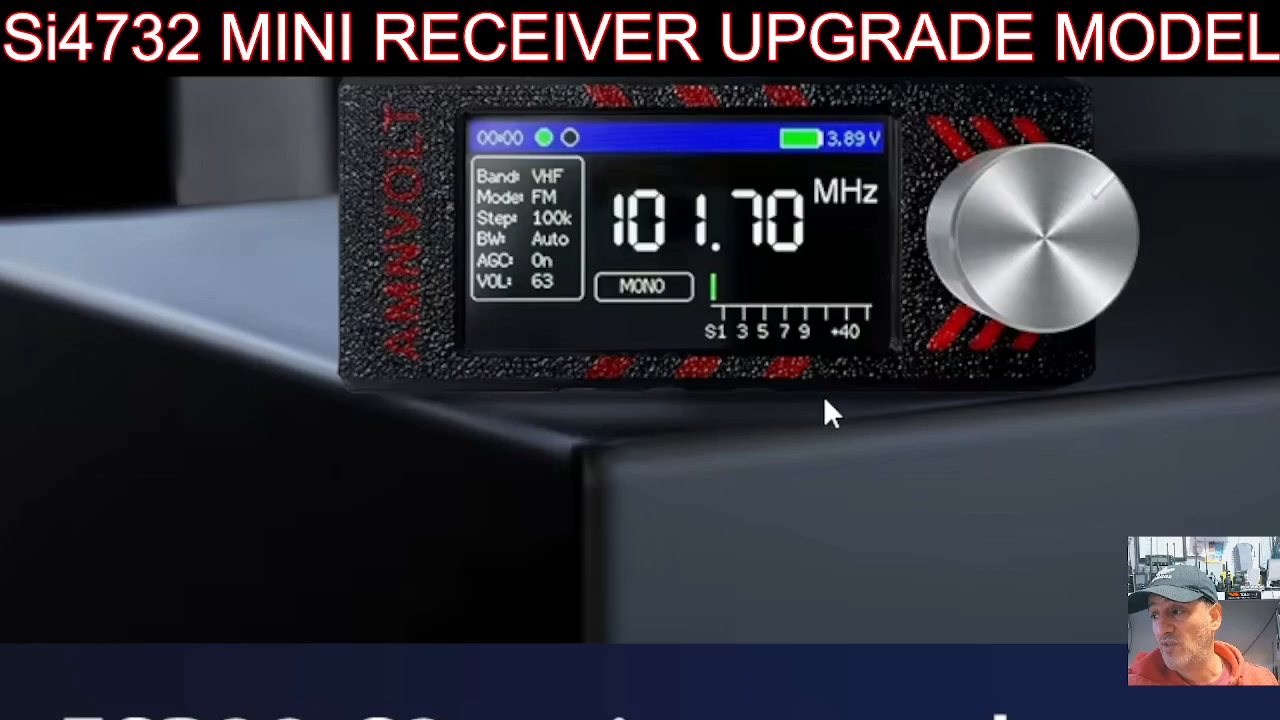 Si4732 MINI RECEIVER UPGRADE MODEL
AMNVOLT
00:00
3.89 V
Band: VHF
Mode: FM
Step: 100k
BW: Auto
AGC: On
VOL: 63
101.70 MHz
MONO
S1 3 5 7 9 +40